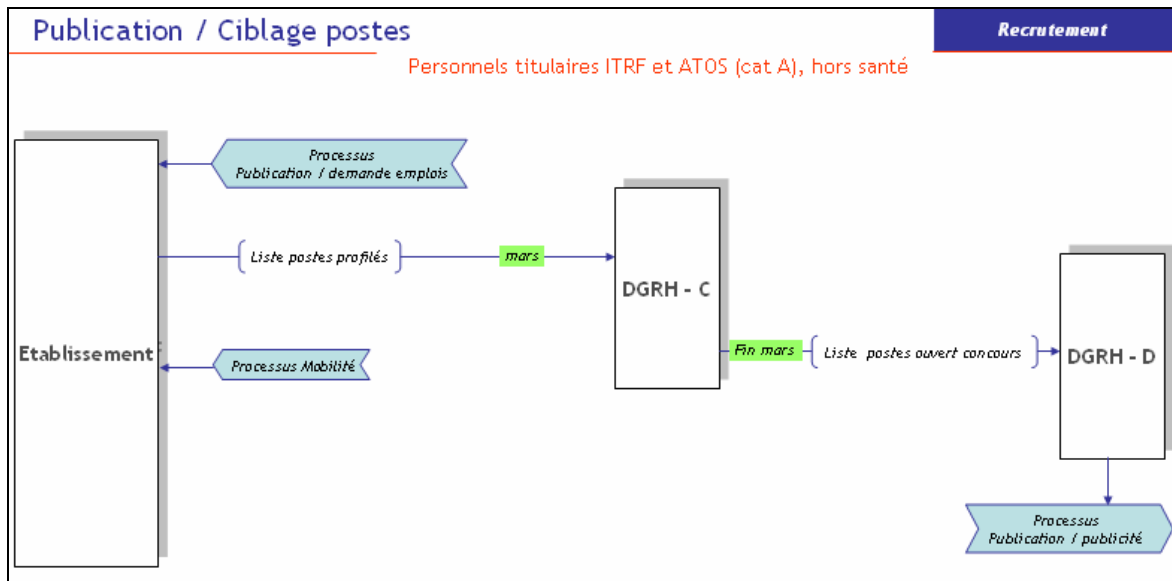 Publication / Ciblage postes
Recrutement
Personnels titulaires ITRF et ATOS (cat A), hors santé
Processus
Publication / demande emplois
Liste postes profilés
mars
DGRH - C
Etablissement
Processus Mobilité
Fin mars
Liste postes ouvert concours
DGRH - D
Processus
Publication / publicité